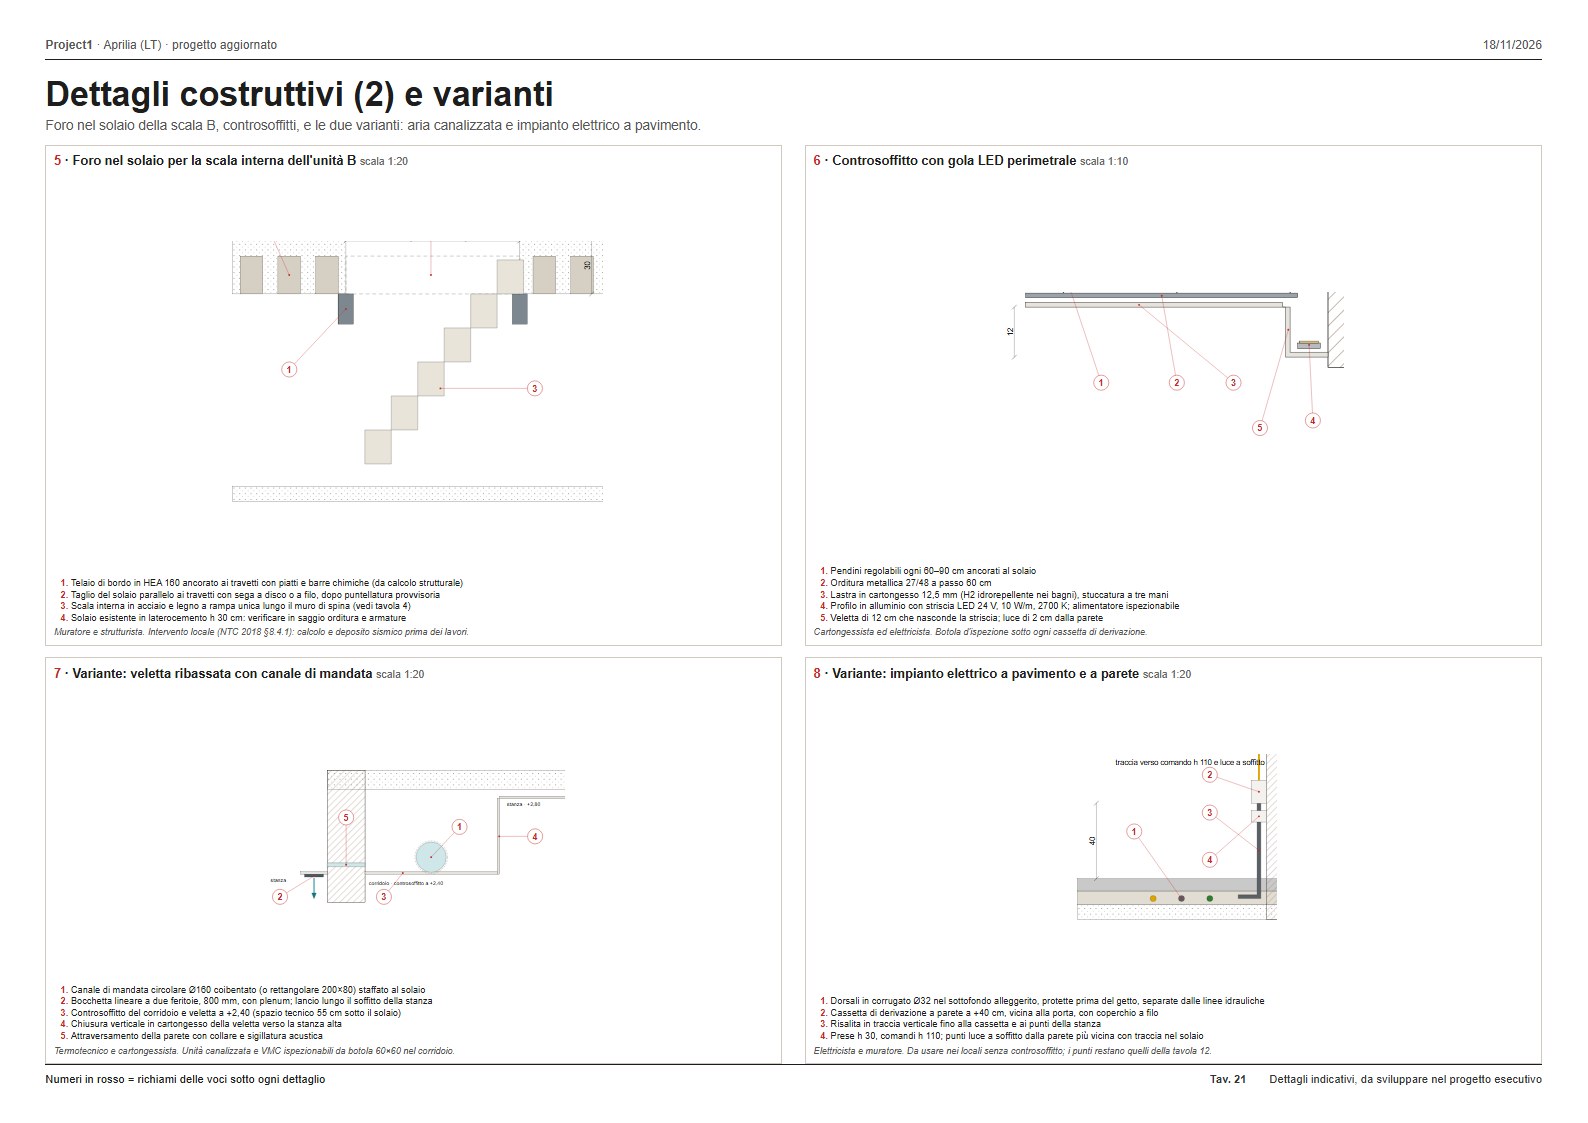 Project1 · Aprilia (LT) · progetto aggiornato
18/11/2026
Dettagli costruttivi (2) e varianti
Foro nel solaio della scala B, controsoffitti, e le due varianti: aria canalizzata e impianto elettrico a pavimento.
5 · Foro nel solaio per la scala interna dell'unità B scala 1:20
30
1
3
1. Telaio di bordo in HEA 160 ancorato ai travetti con piatti e barre chimiche (da calcolo strutturale)
2. Taglio del solaio parallelo ai travetti con sega a disco o a filo, dopo puntellatura provvisoria
3. Scala interna in acciaio e legno a rampa unica lungo il muro di spina (vedi tavola 4)
4. Solaio esistente in laterocemento h 30 cm: verificare in saggio orditura e armature
Muratore e strutturista. Intervento locale (NTC 2018 §8.4.1): calcolo e deposito sismico prima dei lavori.
6 · Controsoffitto con gola LED perimetrale scala 1:10
12
1
2
3
5
4
1. Pendini regolabili ogni 60–90 cm ancorati al solaio
2. Orditura metallica 27/48 a passo 60 cm
3. Lastra in cartongesso 12,5 mm (H2 idrorepellente nei bagni), stuccatura a tre mani
4. Profilo in alluminio con striscia LED 24 V, 10 W/m, 2700 K; alimentatore ispezionabile
5. Veletta di 12 cm che nasconde la striscia; luce di 2 cm dalla parete
Cartongessista ed elettricista. Botola d'ispezione sotto ogni cassetta di derivazione.
7 · Variante: veletta ribassata con canale di mandata scala 1:20
stanza · +2,80
5
1
4
stanza
corridoio · controsoffitto a +2,40
2
3
1. Canale di mandata circolare Ø160 coibentato (o rettangolare 200×80) staffato al solaio
2. Bocchetta lineare a due feritoie, 800 mm, con plenum; lancio lungo il soffitto della stanza
3. Controsoffitto del corridoio e veletta a +2,40 (spazio tecnico 55 cm sotto il solaio)
4. Chiusura verticale in cartongesso della veletta verso la stanza alta
5. Attraversamento della parete con collare e sigillatura acustica
Termotecnico e cartongessista. Unità canalizzata e VMC ispezionabili da botola 60×60 nel corridoio.
8 · Variante: impianto elettrico a pavimento e a parete scala 1:20
traccia verso comando h 110 e luce a soffitto
2
3
1
40
4
1. Dorsali in corrugato Ø32 nel sottofondo alleggerito, protette prima del getto, separate dalle linee idrauliche
2. Cassetta di derivazione a parete a +40 cm, vicina alla porta, con coperchio a filo
3. Risalita in traccia verticale fino alla cassetta e ai punti della stanza
4. Prese h 30, comandi h 110; punti luce a soffitto dalla parete più vicina con traccia nel solaio
Elettricista e muratore. Da usare nei locali senza controsoffitto; i punti restano quelli della tavola 12.
Numeri in rosso = richiami delle voci sotto ogni dettaglio
Tav. 21
Dettagli indicativi, da sviluppare nel progetto esecutivo